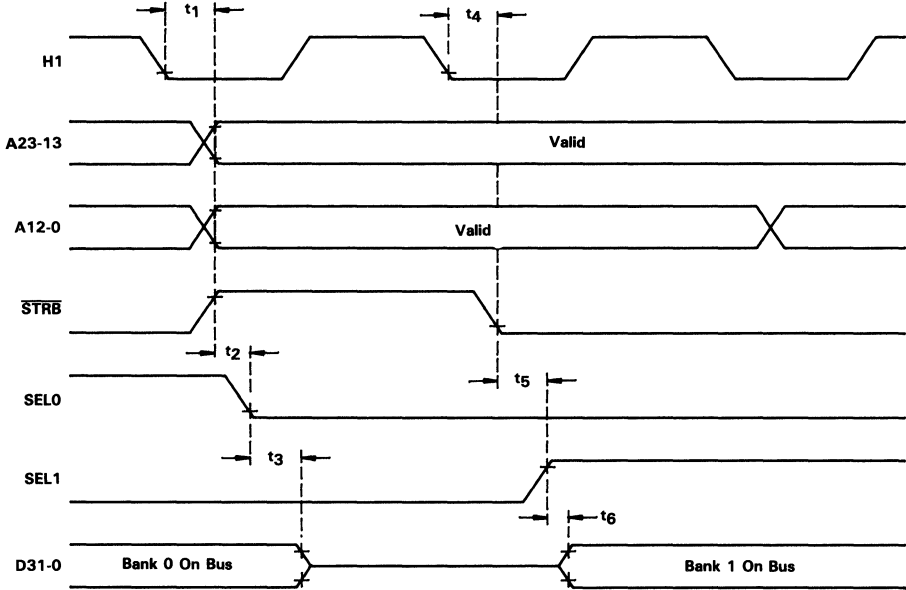 t1
t4
H1
A23-13
Valid
A12-0
Valid
STRB
t2
t5
SEL0
t3
SEL1
t6
D31-0
Bank 0 On Bus
Bank 1 On Bus